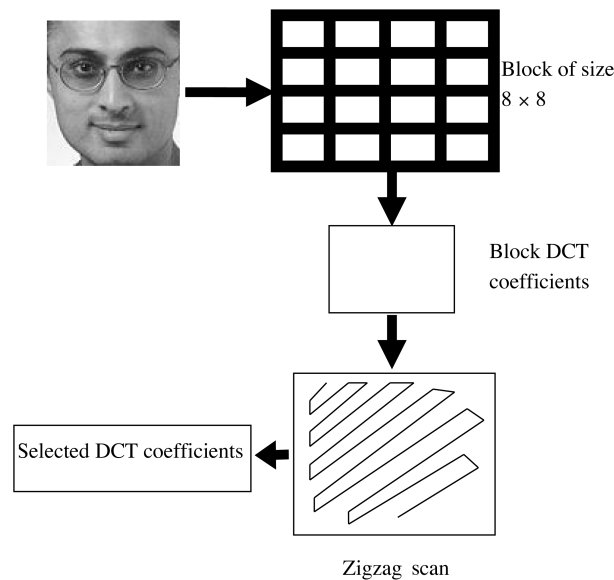 Block of size
8 × 8
Block DCT
coefficients
Selected DCT coefficients
Zigzag scan